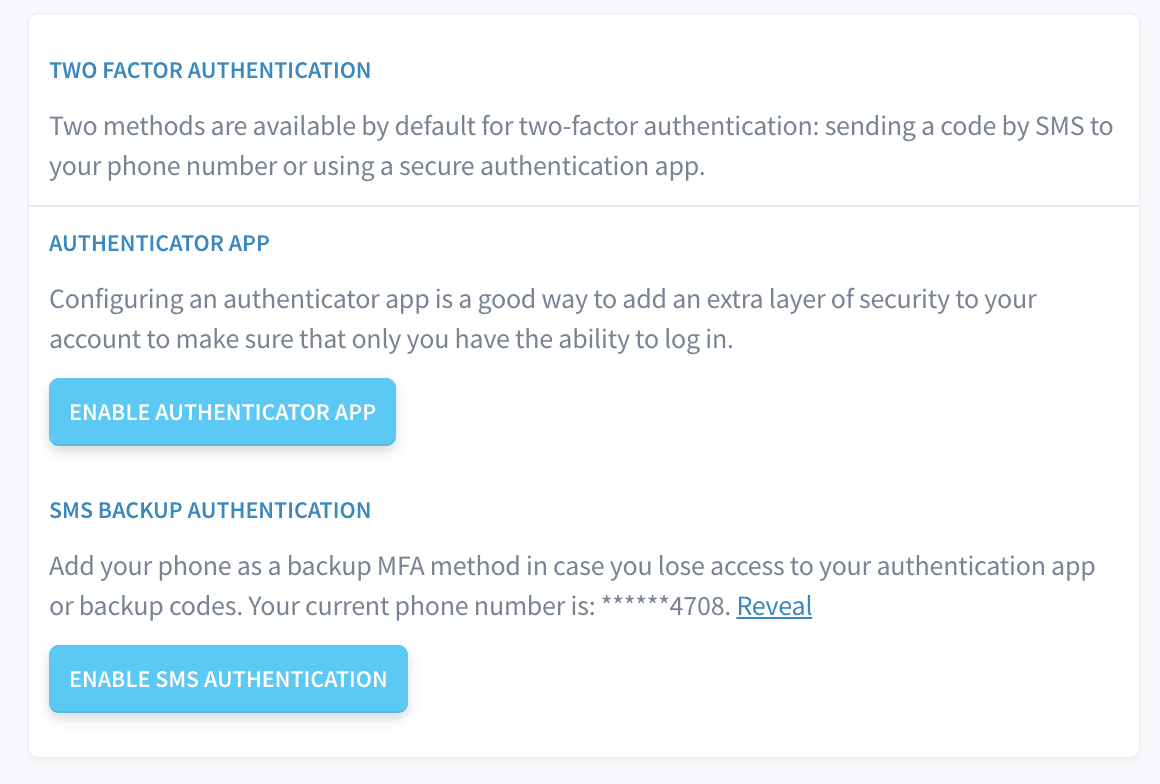 TWO FACTOR AUTHENTICATION
Two methods are available by default for two-factor authentication: sending a code by SMS to
your phone number or using a secure authentication app.
AUTHENTICATOR APP
Configuring an authenticator app is a good way to add an extra layer of security to your
account to make sure that only you have the ability to log in.
ENABLE AUTHENTICATOR APP
SMS BACKUP AUTHENTICATION
Add your phone as a backup MFA method in case you lose access to your authentication app
or backup codes. Your current phone number is: ******4708. Reveal
ENABLE SMS AUTHENTICATION